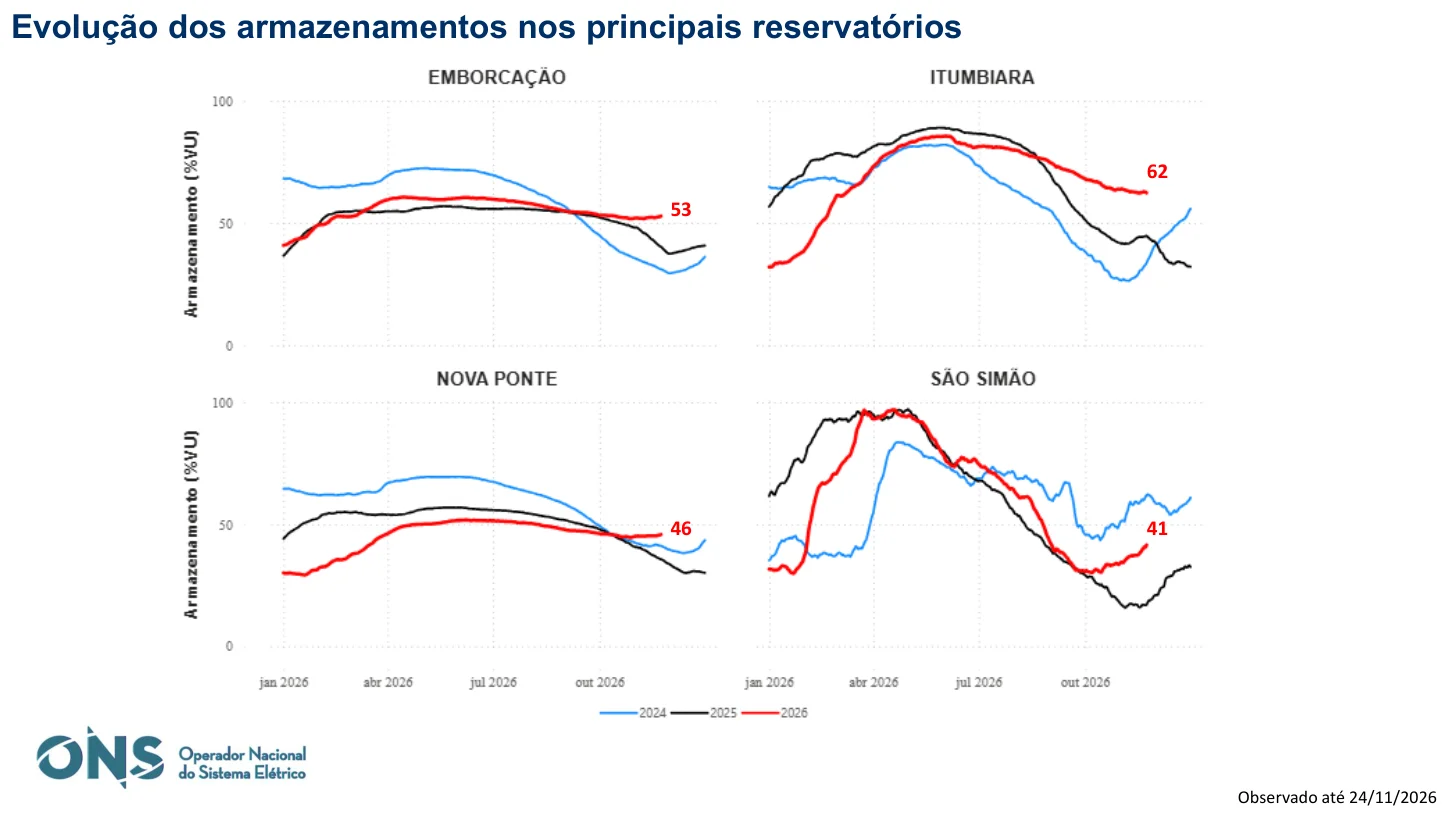 Evolução dos armazenamentos nos principais reservatórios
EMBORCAÇÃO
ITUMBIARA
Armazenamento (%VU)
100
50
0
53
62
NOVA PONTE
SÃO SIMÃO
Armazenamento (%VU)
100
50
0
46
41
jan 2026 abr 2026 jul 2026 out 2026
jan 2026 abr 2026 jul 2026 out 2026
2024 2025 2026
ONS
Operador Nacional
do Sistema Elétrico
Observado até 24/11/2026